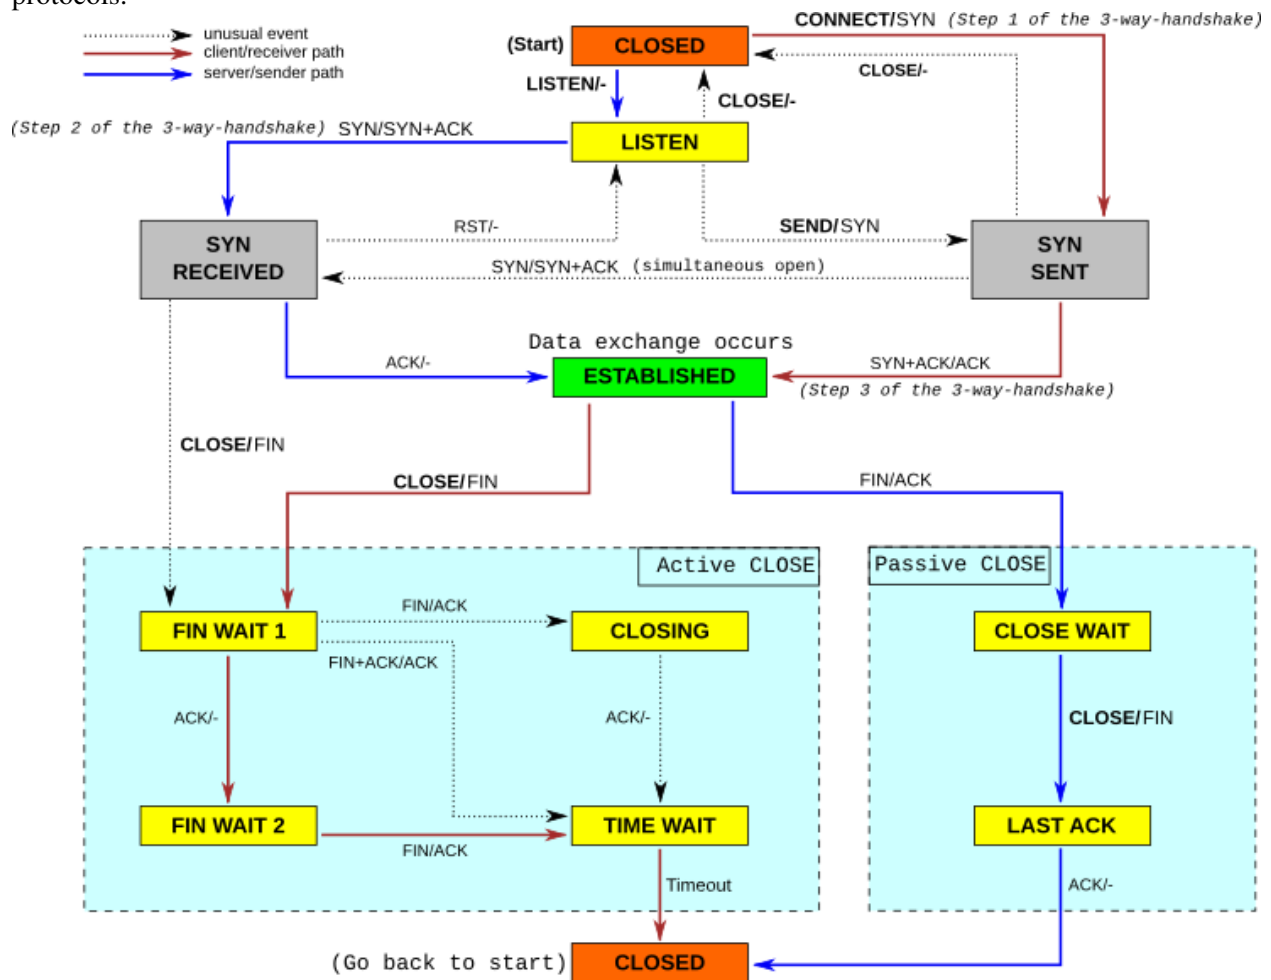 protocols.
unusual event
client/receiver path
server/sender path
CONNECT/SYN (Step 1 of the 3-way-handshake)
(Start) CLOSED
CLOSE/-
LISTEN/-
CLOSE/-
(Step 2 of the 3-way-handshake) SYN/SYN+ACK
LISTEN
RST/-
SEND/SYN
SYN
RECEIVED
SYN
SENT
SYN/SYN+ACK (simultaneous open)
Data exchange occurs
ACK/-
ESTABLISHED
SYN+ACK/ACK
(Step 3 of the 3-way-handshake)
CLOSE/FIN
CLOSE/FIN
FIN/ACK
Active CLOSE
Passive CLOSE
FIN WAIT 1
FIN/ACK
CLOSING
CLOSE WAIT
FIN+ACK/ACK
ACK/-
ACK/-
CLOSE/FIN
FIN WAIT 2
TIME WAIT
LAST ACK
FIN/ACK
Timeout
ACK/-
(Go back to start) CLOSED